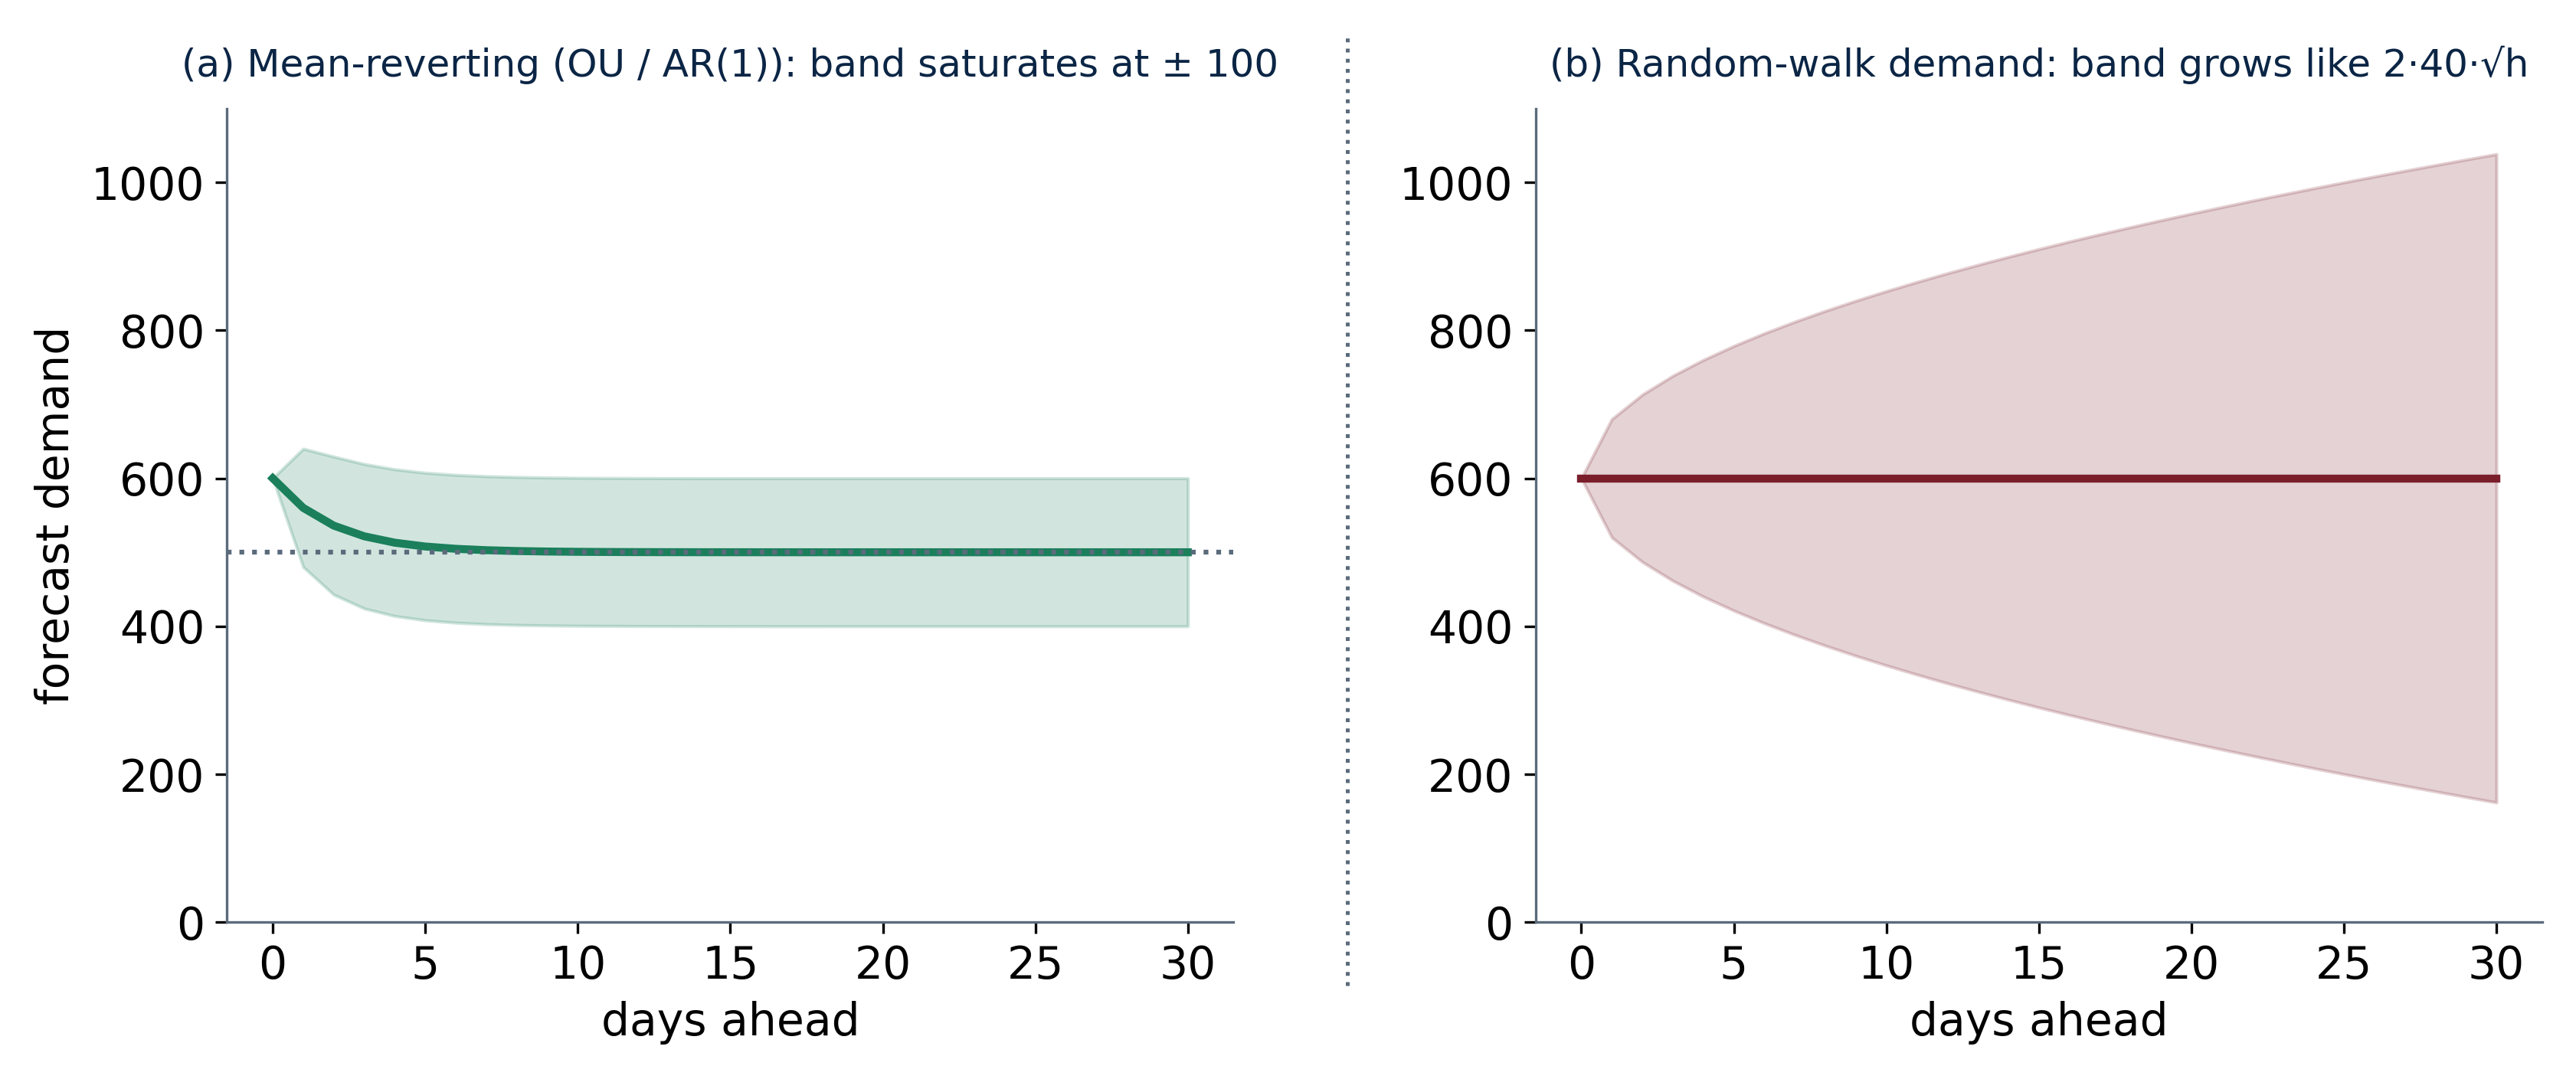 (a) Mean-reverting (OU / AR(1)): band saturates at ± 100
forecast demand
1000
800
600
400
200
0
0 5 10 15 20 25 30
days ahead
(b) Random-walk demand: band grows like 2·40·√h
1000
800
600
400
200
0
0 5 10 15 20 25 30
days ahead